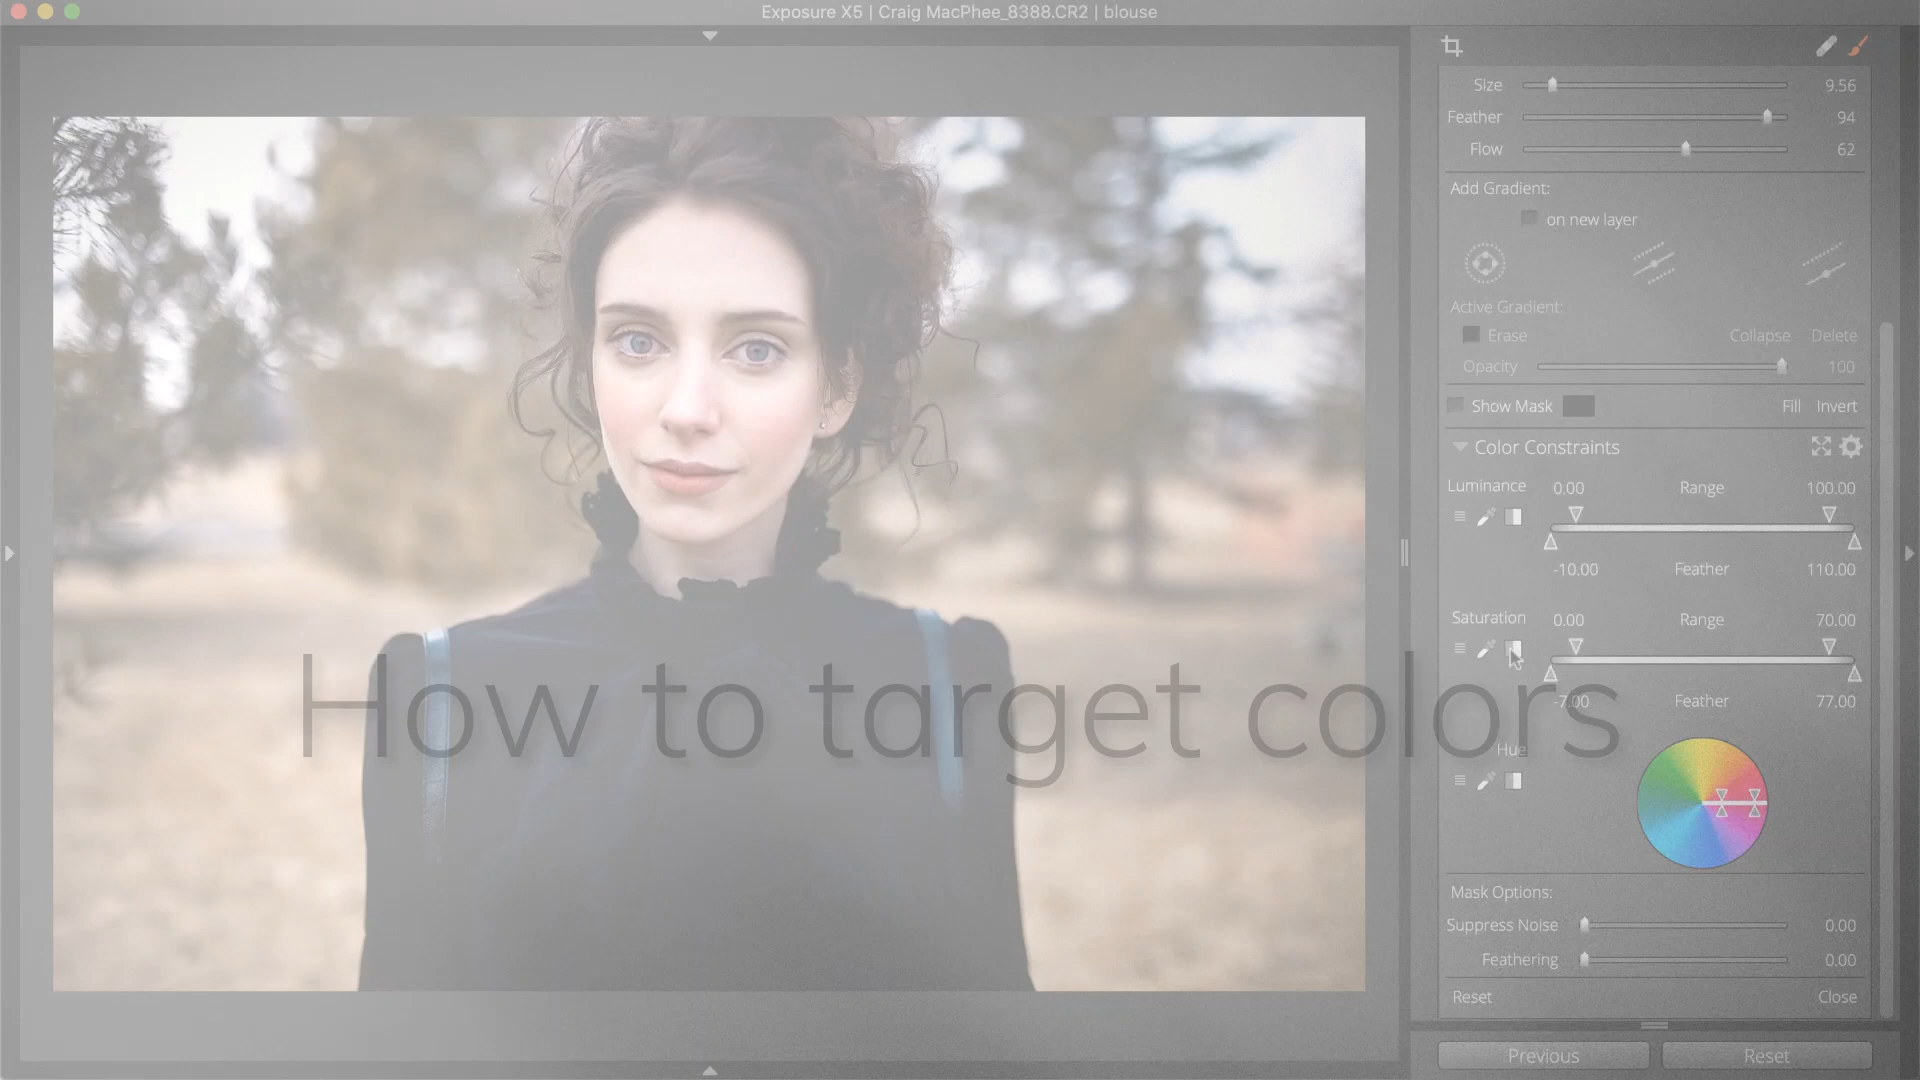 Exposure X5 | Craig MacPhee_8388.CR2 | blouse
Size 9.56
Feather 94
Flow 62
Add Gradient:
on new layer
Active Gradient:
Erase Collapse Delete
Opacity 100
Show Mask Fill Invert
Color Constraints
Luminance 0.00 Range 100.00
-10.00 Feather 110.00
Saturation 0.00 Range 70.00
-7.00 Feather 77.00
How to target colors
Hue
Mask Options:
Suppress Noise 0.00
Feathering 0.00
Reset Close
Previous Reset